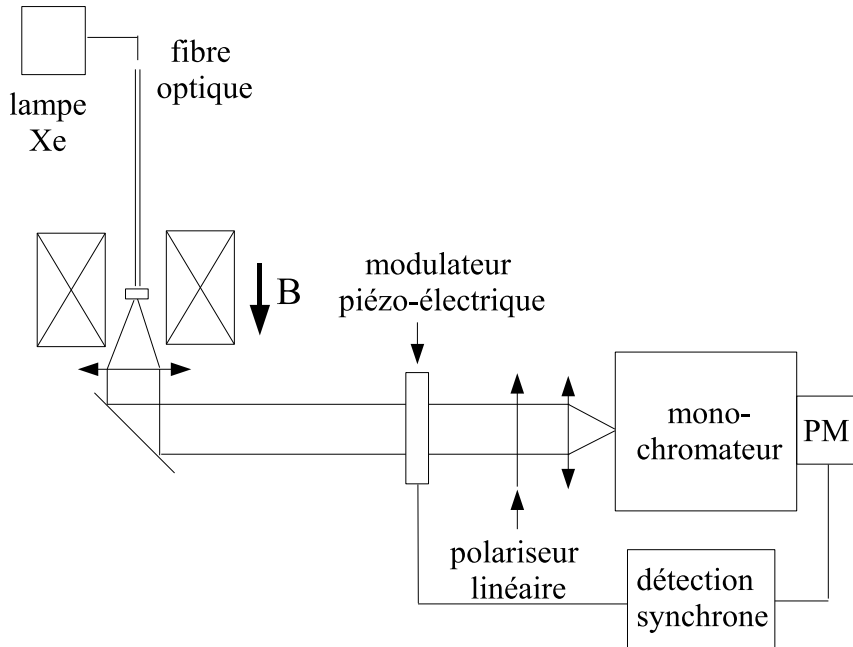 fibre
optique
lampe
Xe
B
modulateur
piézo-électrique
mono-
chromateur
PM
polariseur
linéaire
détection
synchrone